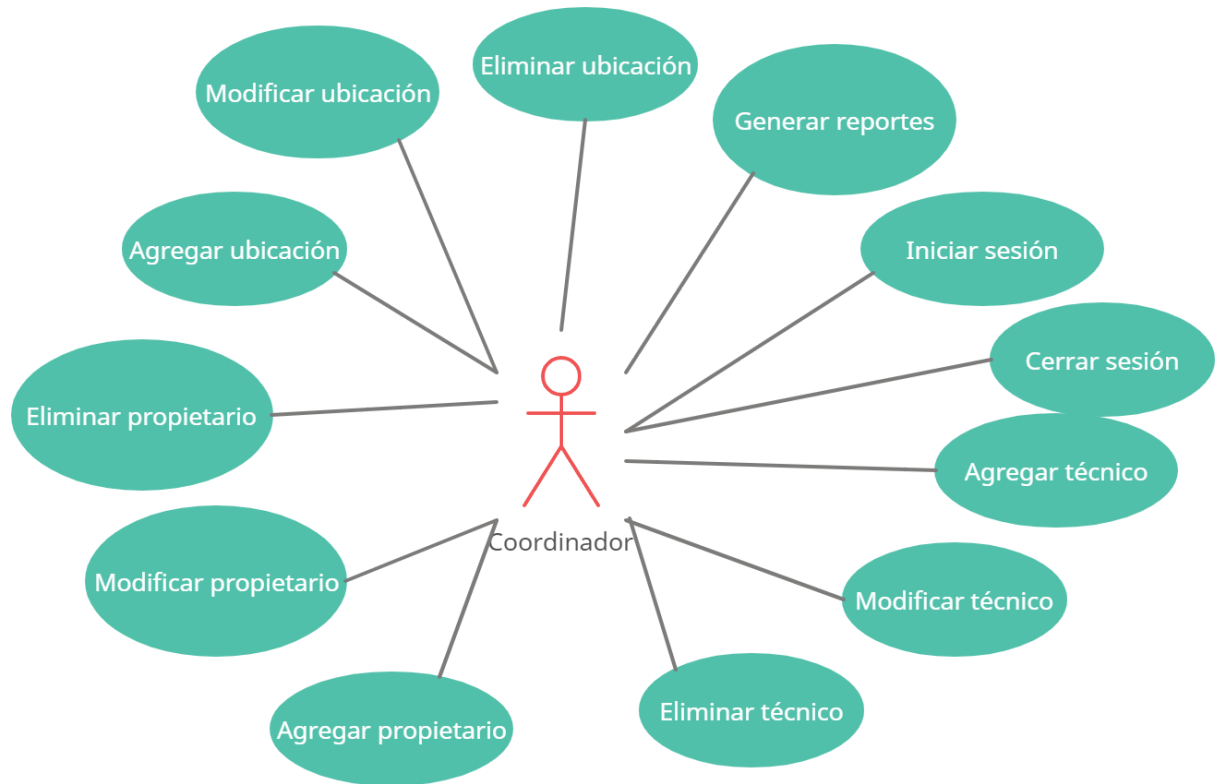 Eliminar ubicación
Modificar ubicación
Generar reportes
Agregar ubicación
Iniciar sesión
Cerrar sesión
Eliminar propietario
Agregar técnico
Coordinador
Modificar propietario
Modificar técnico
Eliminar técnico
Agregar propietario